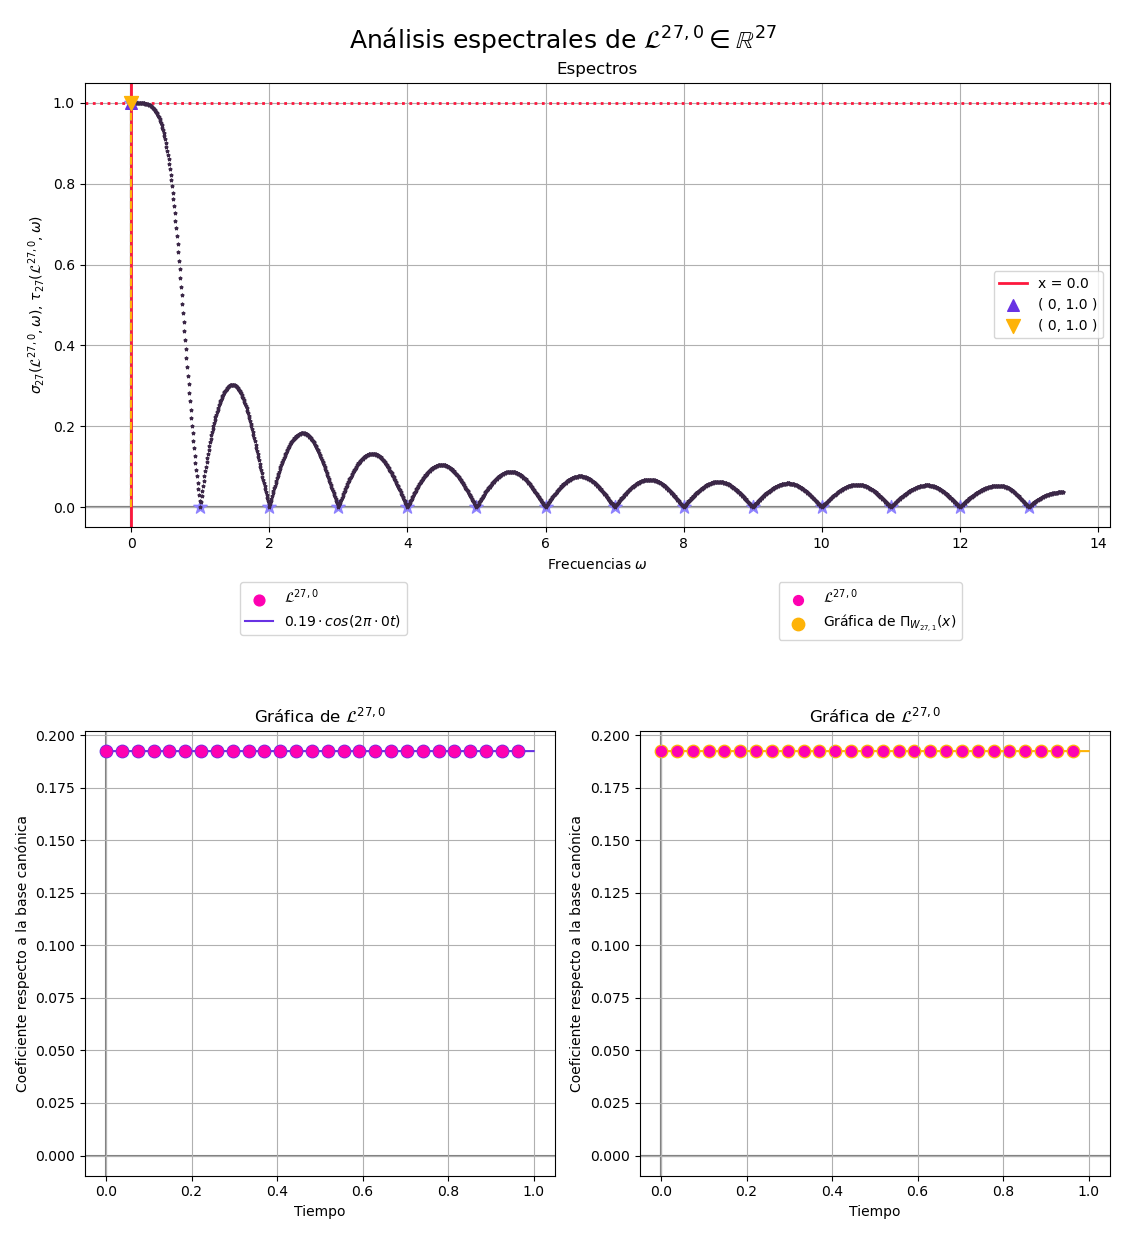 Análisis espectrales de 𝓛^{27,0} ∈ ℝ^{27}
Espectros
1.0
0.8
0.6
0.4
0.2
0.0
σ_{27}(𝓛^{27,0}, ω), τ_{27}(𝓛^{27,0}, ω)
x = 0.0
( 0, 1.0 )
( 0, 1.0 )
0 2 4 6 8 10 12 14
Frecuencias ω
𝓛^{27,0}
0.19 · cos(2π · 0t)
𝓛^{27,0}
Gráfica de Π_{W_{27,1}}(x)
Gráfica de 𝓛^{27,0}
0.200
0.175
0.150
0.125
0.100
0.075
0.050
0.025
0.000
Coeficiente respecto a la base canónica
0.0 0.2 0.4 0.6 0.8 1.0
Tiempo
Gráfica de 𝓛^{27,0}
0.200
0.175
0.150
0.125
0.100
0.075
0.050
0.025
0.000
Coeficiente respecto a la base canónica
0.0 0.2 0.4 0.6 0.8 1.0
Tiempo